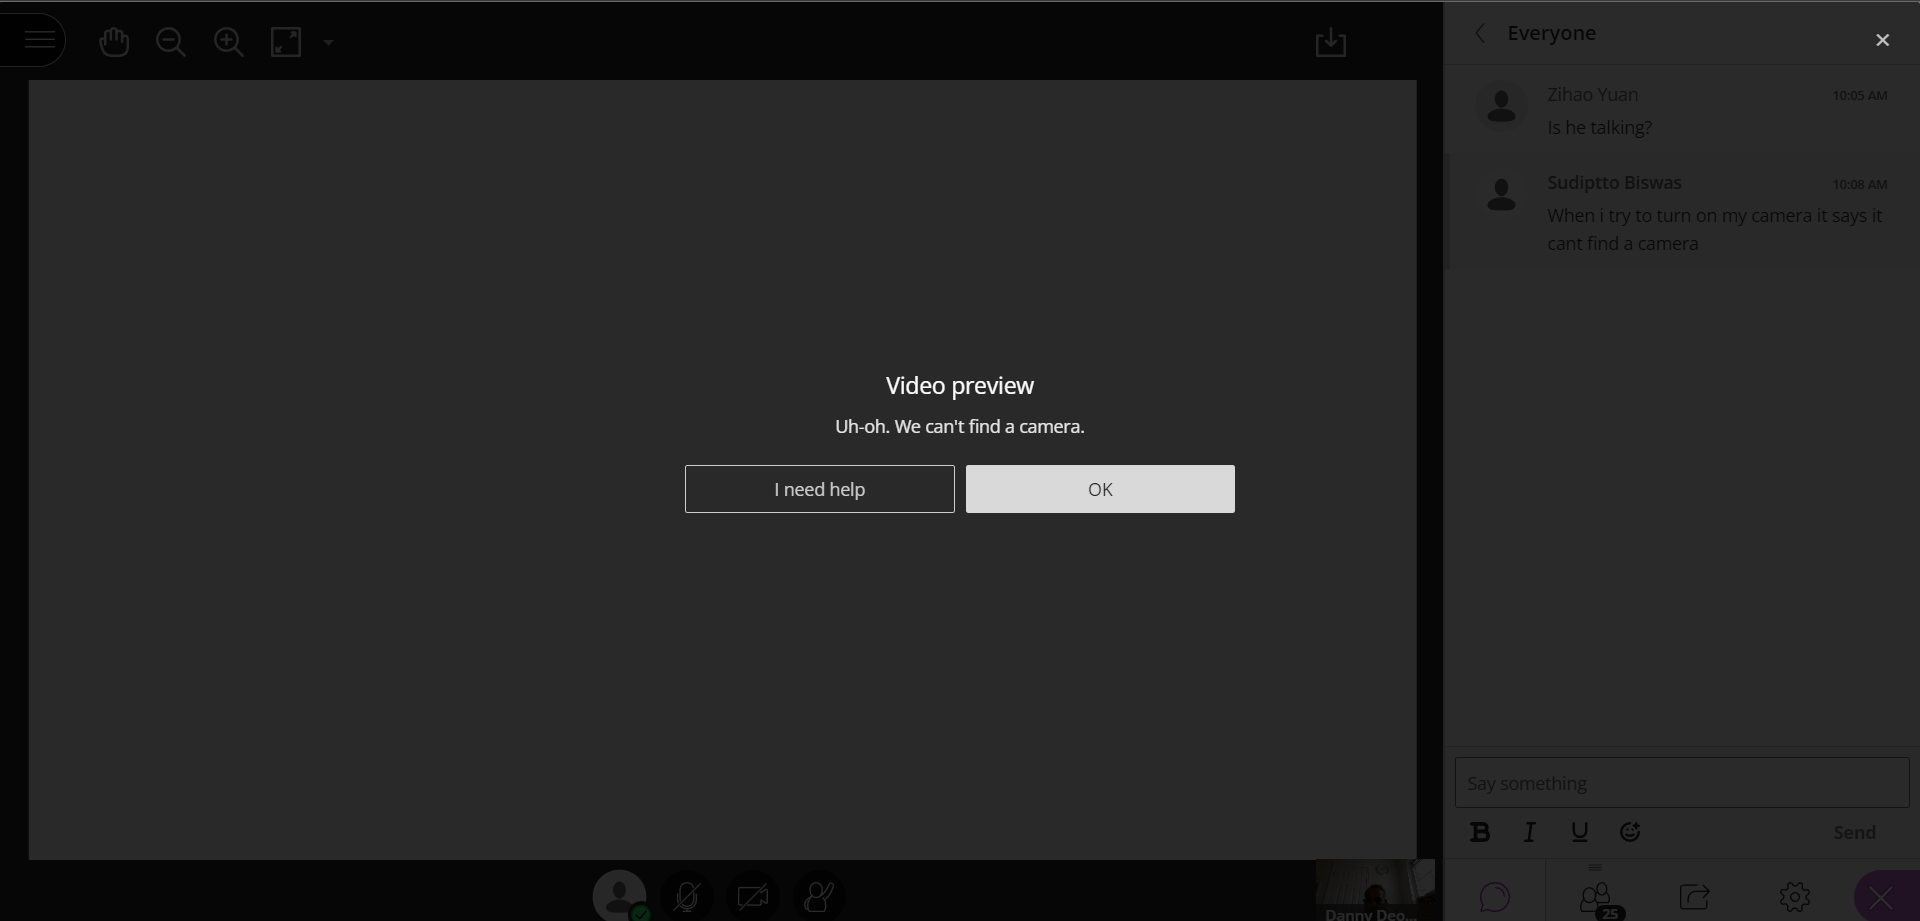 Everyone
Zihao Yuan
10:05 AM
Is he talking?
Sudiptto Biswas
10:08 AM
When i try to turn on my camera it says it
cant find a camera
Video preview
Uh-oh. We can't find a camera.
I need help
OK
Say something
B I U
Send
25
Danny Deo...